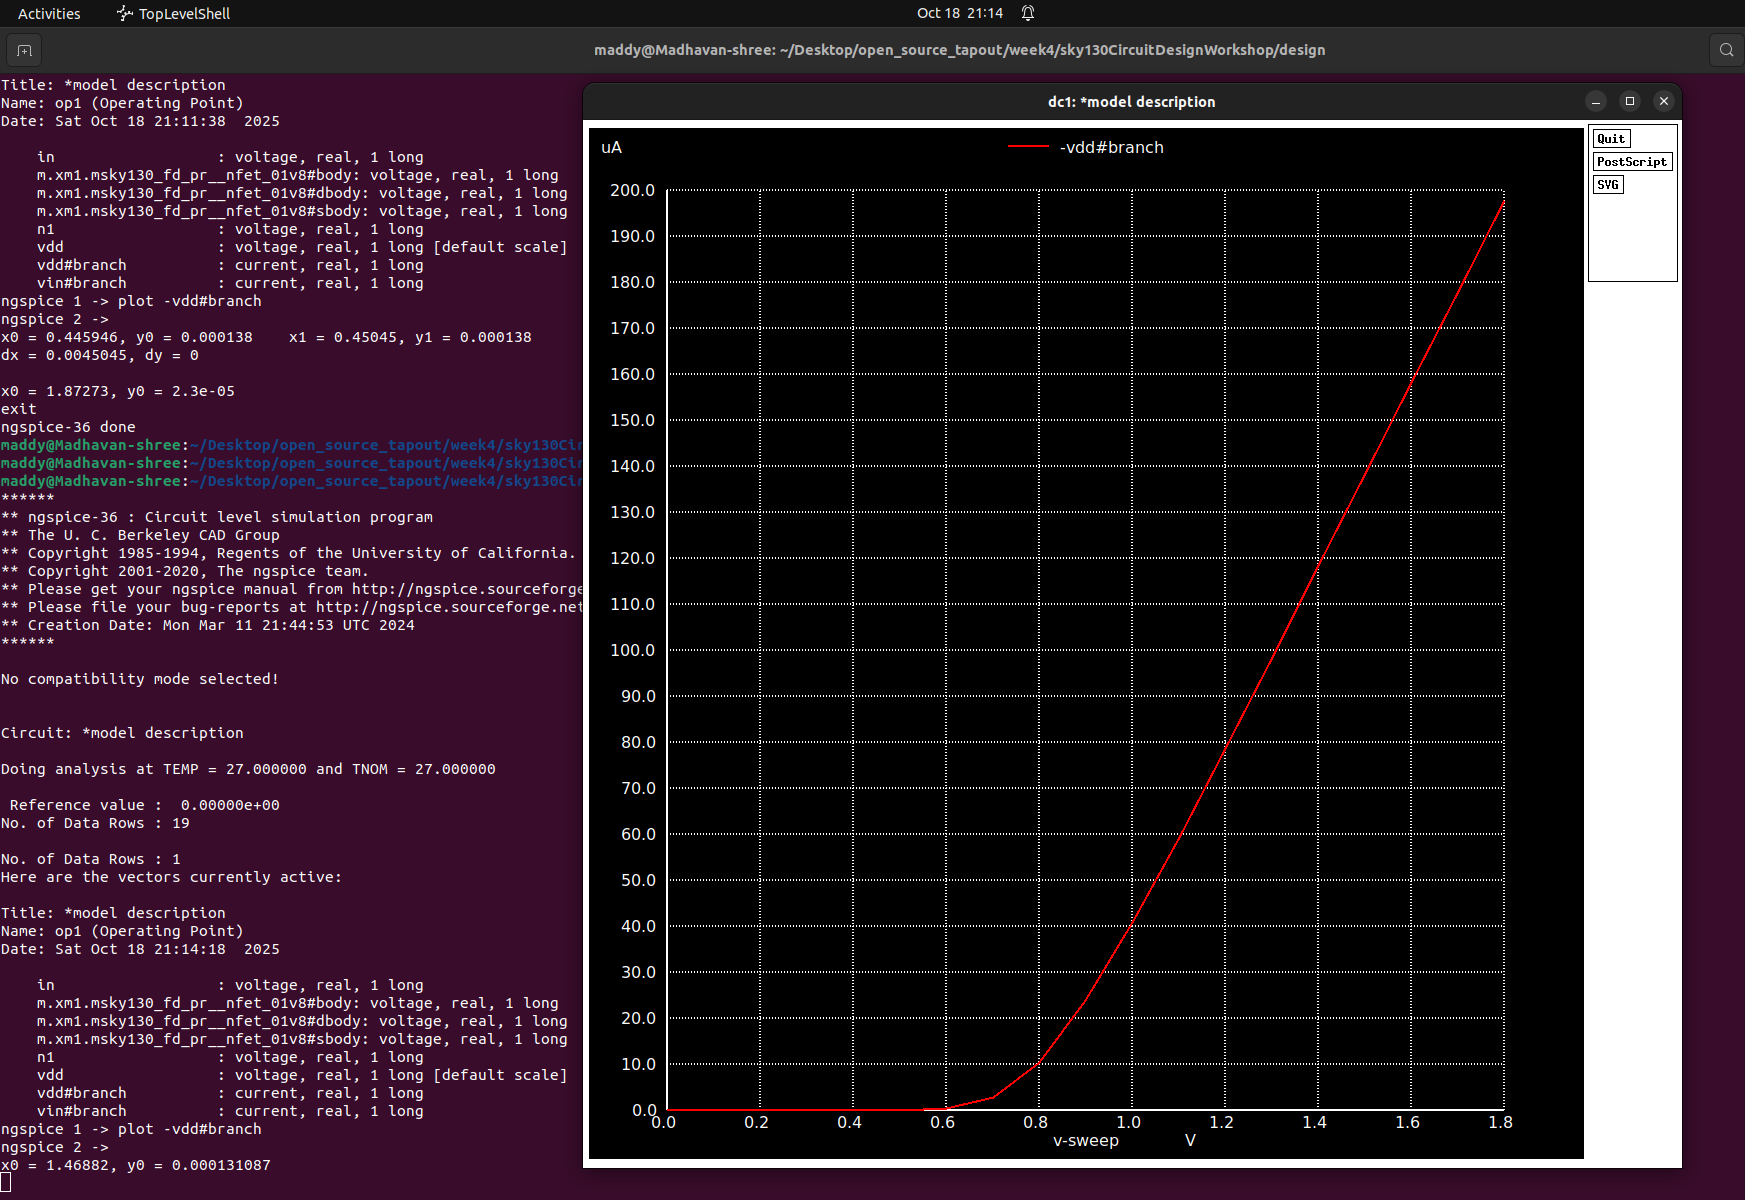 Activities
TopLevelShell
Oct 18 21:14
maddy@Madhavan-shree: ~/Desktop/open_source_tapout/week4/sky130CircuitDesignWorkshop/design
Title: *model description
Name: op1 (Operating Point)
Date: Sat Oct 18 21:11:38  2025
in                    : voltage, real, 1 long
m.xm1.msky130_fd_pr__nfet_01v8#body: voltage, real, 1 long
m.xm1.msky130_fd_pr__nfet_01v8#dbody: voltage, real, 1 long
m.xm1.msky130_fd_pr__nfet_01v8#sbody: voltage, real, 1 long
n1                    : voltage, real, 1 long
vdd                   : voltage, real, 1 long [default scale]
vdd#branch            : current, real, 1 long
vin#branch            : current, real, 1 long
ngspice 1 -> plot -vdd#branch
ngspice 2 ->
x0 = 0.445946, y0 = 0.000138    x1 = 0.45045, y1 = 0.000138
dx = 0.0045045, dy = 0
x0 = 1.87273, y0 = 2.3e-05
exit
ngspice-36 done
maddy@Madhavan-shree:~/Desktop/open_source_tapout/week4/sky130Cir
maddy@Madhavan-shree:~/Desktop/open_source_tapout/week4/sky130Cir
maddy@Madhavan-shree:~/Desktop/open_source_tapout/week4/sky130Cir
******
** ngspice-36 : Circuit level simulation program
** The U. C. Berkeley CAD Group
** Copyright 1985-1994, Regents of the University of California.
** Copyright 2001-2020, The ngspice team.
** Please get your ngspice manual from http://ngspice.sourceforge
** Please file your bug-reports at http://ngspice.sourceforge.net
** Creation Date: Mon Mar 11 21:44:53 UTC 2024
******
No compatibility mode selected!
Circuit: *model description
Doing analysis at TEMP = 27.000000 and TNOM = 27.000000
Reference value :  0.00000e+00
No. of Data Rows : 19
No. of Data Rows : 1
Here are the vectors currently active:
Title: *model description
Name: op1 (Operating Point)
Date: Sat Oct 18 21:14:18  2025
in                    : voltage, real, 1 long
m.xm1.msky130_fd_pr__nfet_01v8#body: voltage, real, 1 long
m.xm1.msky130_fd_pr__nfet_01v8#dbody: voltage, real, 1 long
m.xm1.msky130_fd_pr__nfet_01v8#sbody: voltage, real, 1 long
n1                    : voltage, real, 1 long
vdd                   : voltage, real, 1 long [default scale]
vdd#branch            : current, real, 1 long
vin#branch            : current, real, 1 long
ngspice 1 -> plot -vdd#branch
ngspice 2 ->
x0 = 1.46882, y0 = 0.000131087
dc1: *model description
uA
-vdd#branch
200.0
190.0
180.0
170.0
160.0
150.0
140.0
130.0
120.0
110.0
100.0
90.0
80.0
70.0
60.0
50.0
40.0
30.0
20.0
10.0
0.0
0.0 0.2 0.4 0.6 0.8 1.0 1.2 1.4 1.6 1.8
v-sweep V
Quit
PostScript
SVG